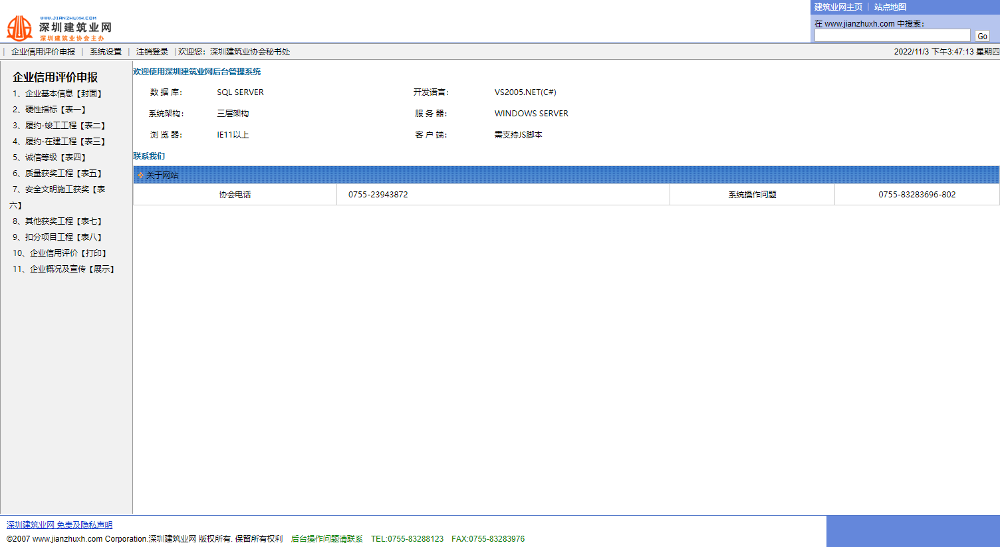 建筑业网主页 | 站点地图
WWW.JIANZHUXH.COM
深圳建筑业网
深圳建筑业协会主办
在 www.jianzhuxh.com 中搜索：
Go
| 企业信用评价申报 | 系统设置 | 注销登录 | 欢迎您：深圳建筑业协会秘书处
2022/11/3 下午3:47:13 星期四
企业信用评价申报
1、企业基本信息【封面】
2、硬性指标【表一】
3、履约-竣工工程【表二】
4、履约-在建工程【表三】
5、诚信等级【表四】
6、质量获奖工程【表五】
7、安全文明施工获奖【表
六】
8、其他获奖工程【表七】
9、扣分项目工程【表八】
10、企业信用评价【打印】
11、企业概况及宣传【展示】
欢迎使用深圳建筑业网后台管理系统
数 据 库： SQL SERVER 开发语言： VS2005.NET(C#)
系统架构： 三层架构 服 务 器： WINDOWS SERVER
浏 览 器： IE11以上 客 户 端： 需支持JS脚本
联系我们
关于网站
协会电话 0755-23943872 系统操作问题 0755-83283696-802
深圳建筑业网 免责及隐私声明
©2007 www.jianzhuxh.com Corporation.深圳建筑业网 版权所有. 保留所有权利 后台操作问题请联系 TEL:0755-83288123 FAX:0755-83283976